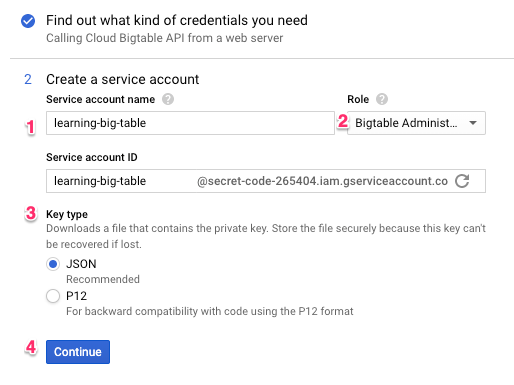 Find out what kind of credentials you need
Calling Cloud Bigtable API from a web server
2 Create a service account
Service account name ? Role ?
1 learning-big-table 2 Bigtable Administ...
Service account ID
learning-big-table @secret-code-265404.iam.gserviceaccount.co
3 Key type
Downloads a file that contains the private key. Store the file securely because this key can't
be recovered if lost.
JSON
Recommended
P12
For backward compatibility with code using the P12 format
4 Continue